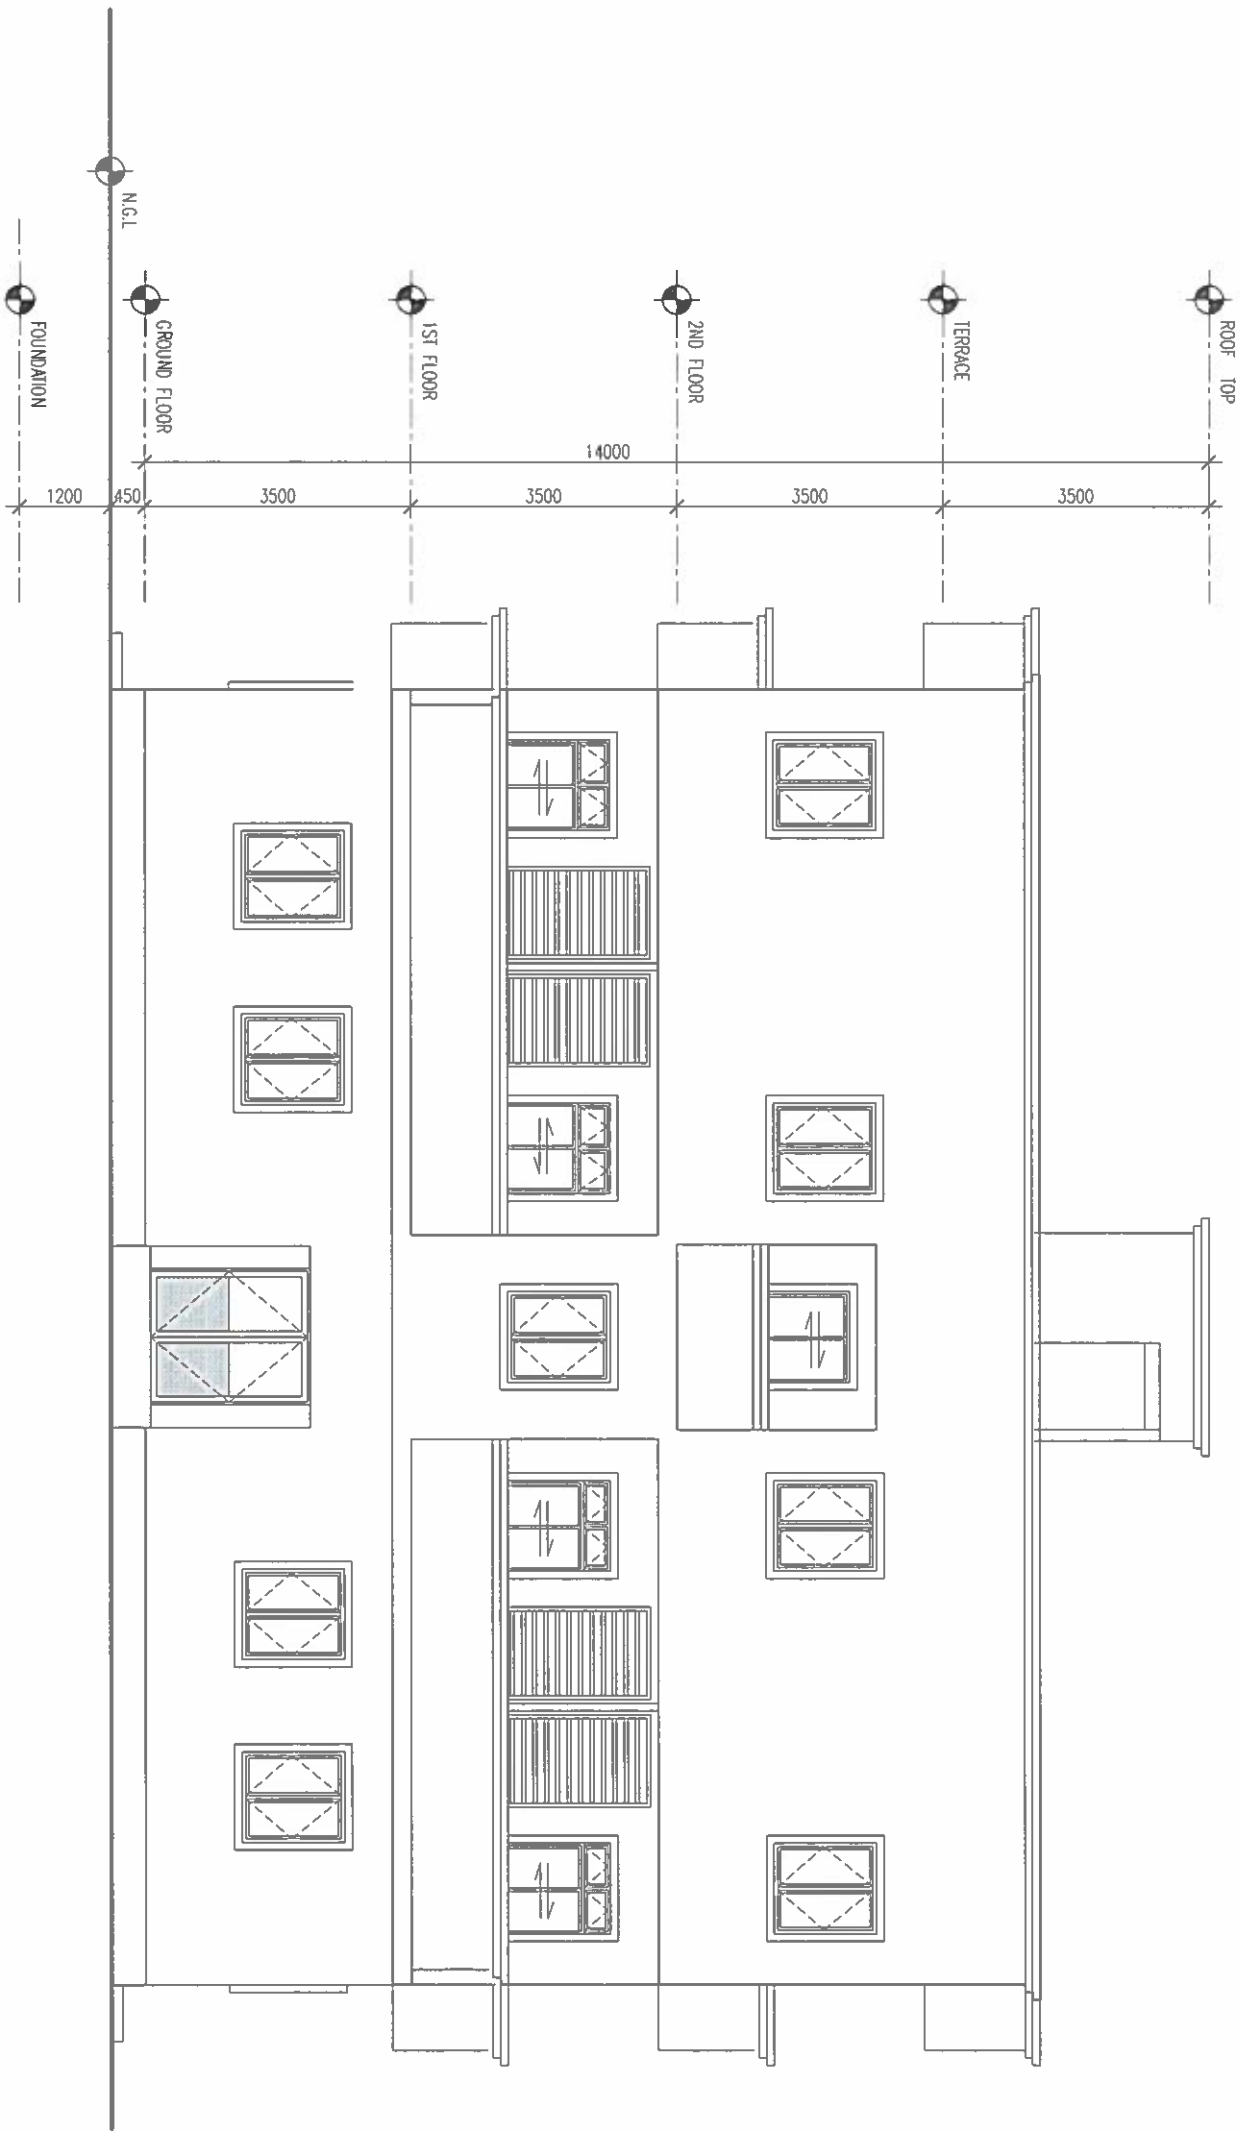 ROOF TOP
TERRACE
2ND FLOOR
1ST FLOOR
GROUND FLOOR
N.G.L
FOUNDATION
14000
3500
3500
3500
3500
450
1200